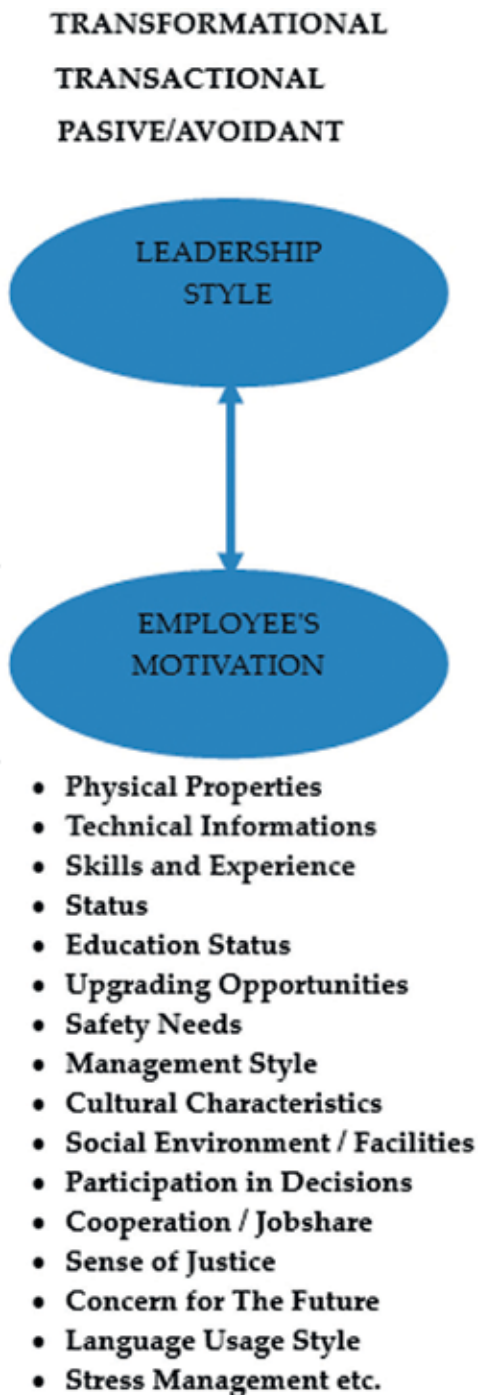 TRANSFORMATIONAL
TRANSACTIONAL
PASIVE/AVOIDANT
LEADERSHIP
STYLE
EMPLOYEE'S
MOTIVATION
• Physical Properties
• Technical Informations
• Skills and Experience
• Status
• Education Status
• Upgrading Opportunities
• Safety Needs
• Management Style
• Cultural Characteristics
• Social Environment / Facilities
• Participation in Decisions
• Cooperation / Jobshare
• Sense of Justice
• Concern for The Future
• Language Usage Style
• Stress Management etc.